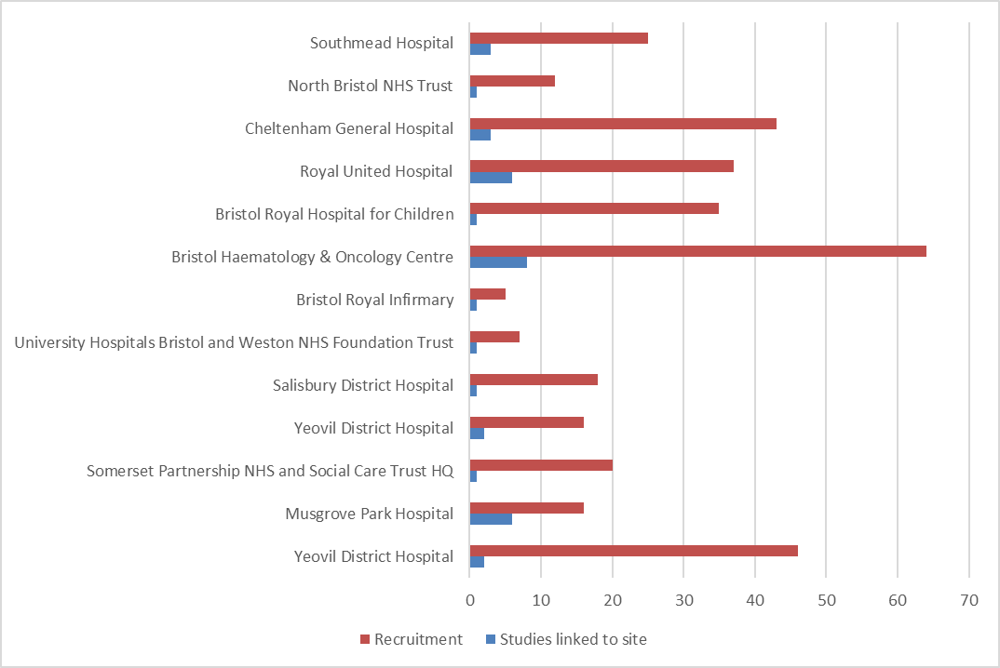 Southmead Hospital
North Bristol NHS Trust
Cheltenham General Hospital
Royal United Hospital
Bristol Royal Hospital for Children
Bristol Haematology & Oncology Centre
Bristol Royal Infirmary
University Hospitals Bristol and Weston NHS Foundation Trust
Salisbury District Hospital
Yeovil District Hospital
Somerset Partnership NHS and Social Care Trust HQ
Musgrove Park Hospital
Yeovil District Hospital
0 10 20 30 40 50 60 70
Recruitment Studies linked to site